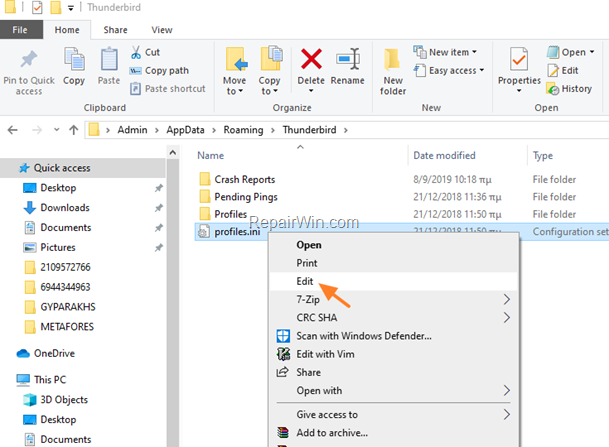 Thunderbird
File Home Share View
Pin to Quick access
Copy
Paste
Cut
Copy path
Paste shortcut
Move to
Copy to
Delete
Rename
New folder
New item
Easy access
Properties
Open
Edit
History
Clipboard Organize New Open
Admin > AppData > Roaming > Thunderbird >
Name Date modified Type
Quick access
Desktop
Downloads
Documents
Pictures
2109572766
6944344963
GYPARAKHS
METAFORES
OneDrive
This PC
3D Objects
Desktop
Documents
Crash Reports 8/9/2019 10:18 πμ File folder
Pending Pings 21/12/2018 11:36 πμ File folder
Profiles 21/12/2018 11:50 πμ File folder
RepairWin.com
profiles.ini 21/12/2018 11:50 πμ Configuration set
Open
Print
Edit
7-Zip
CRC SHA
Scan with Windows Defender...
Edit with Vim
Share
Open with
Give access to
Add to archive...